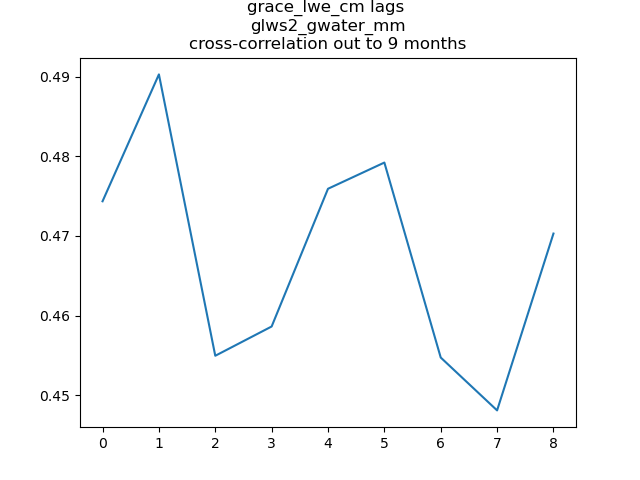 grace_lwe_cm lags
glws2_gwater_mm
cross-correlation out to 9 months
0.49
0.48
0.47
0.46
0.45
0 1 2 3 4 5 6 7 8